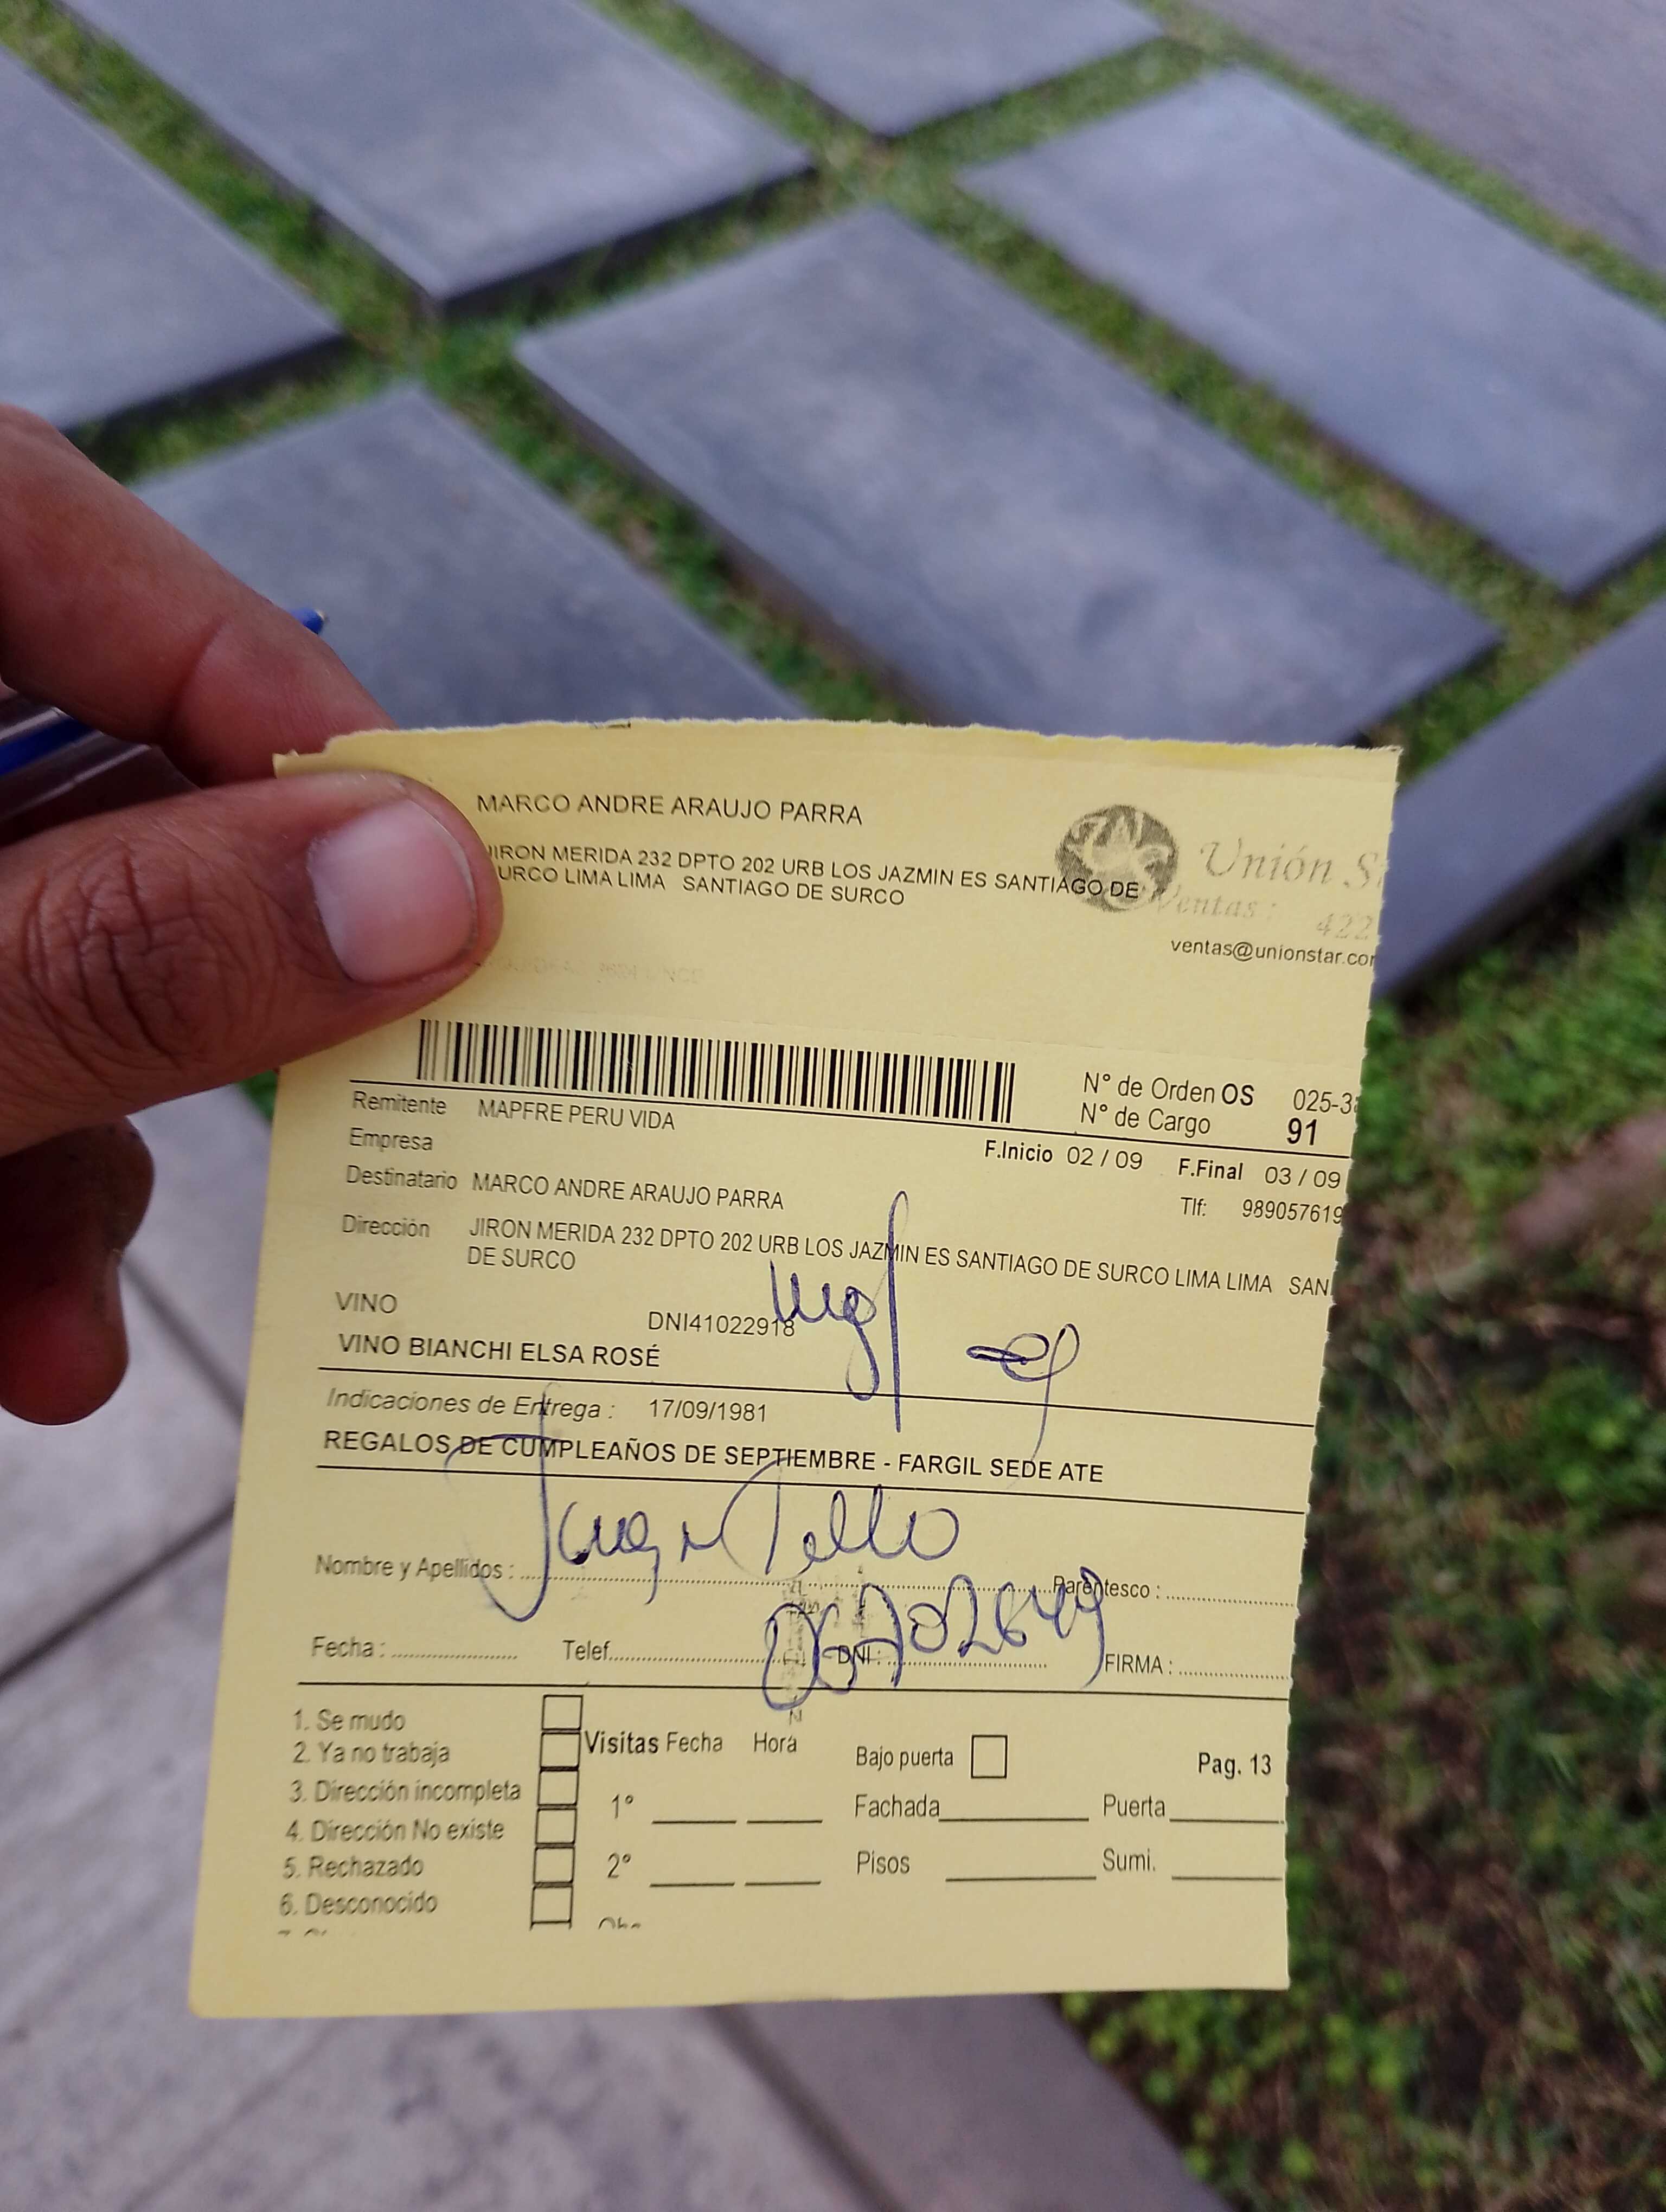 MARCO ANDRE ARAUJO PARRA
JIRON MERIDA 232 DPTO 202 URB LOS JAZMIN ES SANTIAGO DE
SURCO LIMA LIMA SANTIAGO DE SURCO
Unión S
Ventas: 422
ventas@unionstar.com
N° de Orden OS 025-3
N° de Cargo 91
Remitente MAPFRE PERU VIDA
Empresa
F.Inicio 02 / 09 F.Final 03 / 09
Destinatario MARCO ANDRE ARAUJO PARRA
Tlf: 989057619
Dirección JIRON MERIDA 232 DPTO 202 URB LOS JAZMIN ES SANTIAGO DE SURCO LIMA LIMA SAN
DE SURCO
VINO DNI41022918
VINO BIANCHI ELSA ROSÉ
Indicaciones de Entrega : 17/09/1981
REGALOS DE CUMPLEAÑOS DE SEPTIEMBRE - FARGIL SEDE ATE
Juan Tello
Nombre y Apellidos : Parentesco :
06702649
Fecha : Telef. DNI : FIRMA :
1. Se mudo
2. Ya no trabaja
3. Dirección incompleta
4. Dirección No existe
5. Rechazado
6. Desconocido
Visitas Fecha Hora
1°
2°
Bajo puerta Pag. 13
Fachada Puerta
Pisos Sumi.